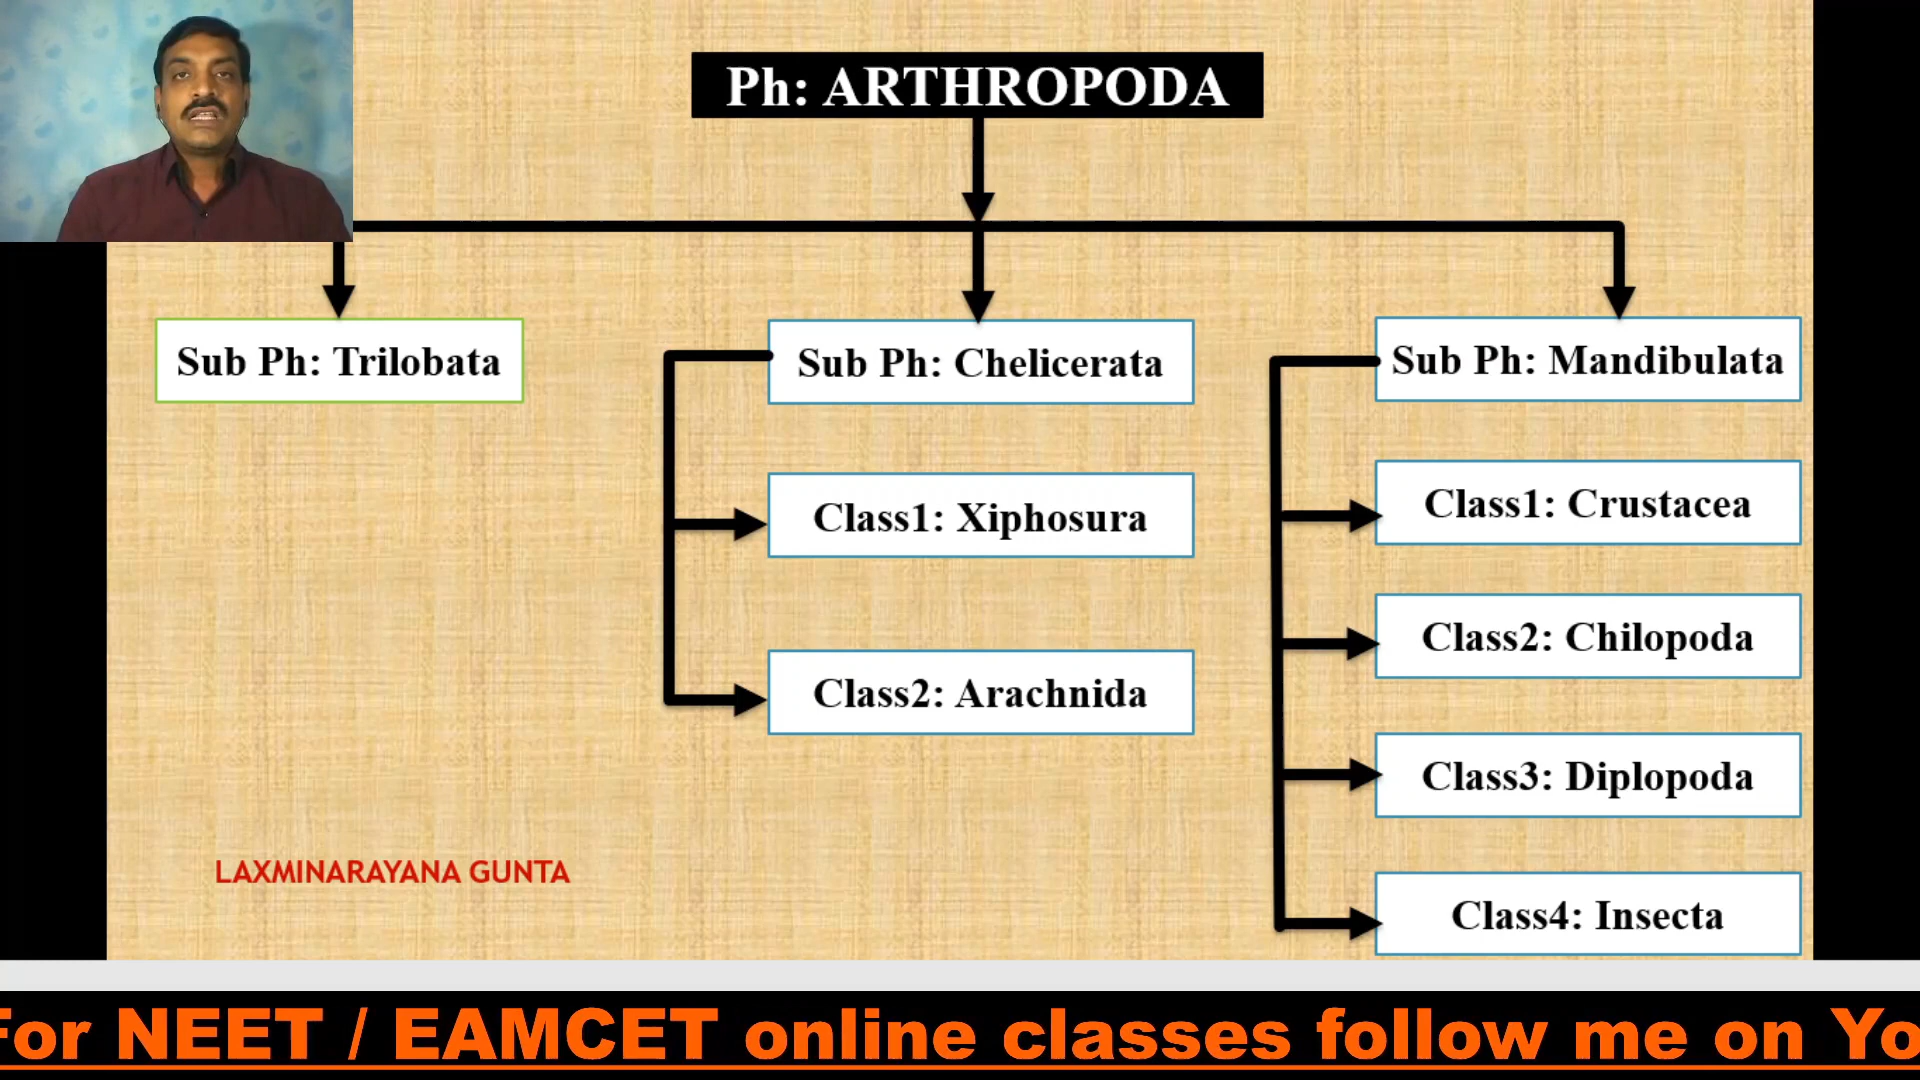 Ph: ARTHROPODA
Sub Ph: Trilobata
Sub Ph: Chelicerata
Sub Ph: Mandibulata
Class1: Xiphosura
Class2: Arachnida
Class1: Crustacea
Class2: Chilopoda
Class3: Diplopoda
Class4: Insecta
LAXMINARAYANA GUNTA
For NEET / EAMCET online classes follow me on Yo